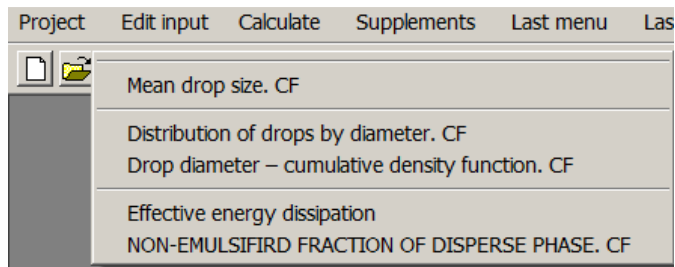 Project Edit input Calculate Supplements Last menu Las
Mean drop size. CF
Distribution of drops by diameter. CF
Drop diameter – cumulative density function. CF
Effective energy dissipation
NON-EMULSIFIRD FRACTION OF DISPERSE PHASE. CF